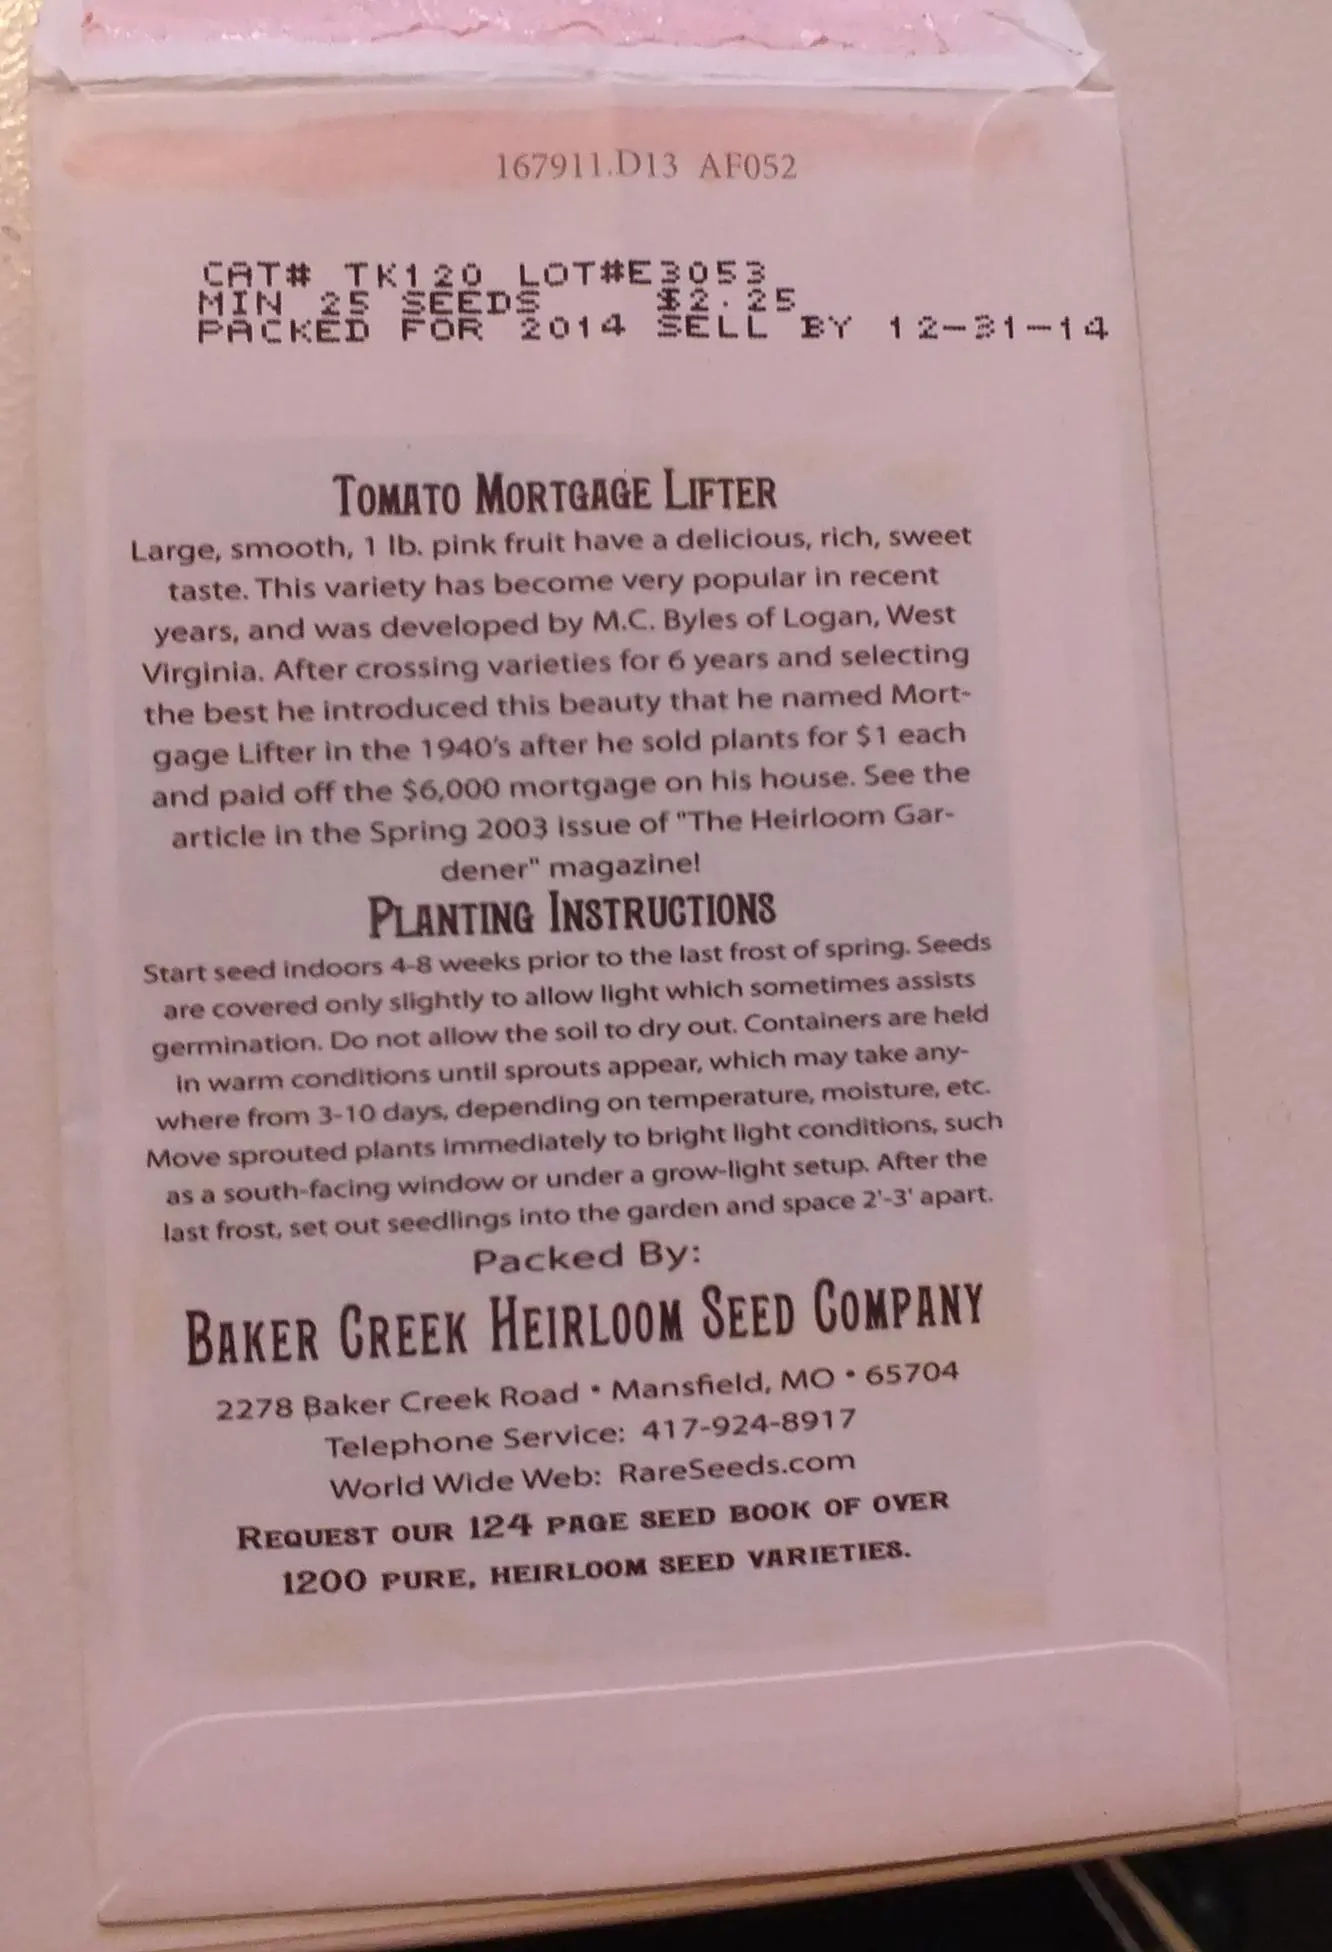 167911.D13 AF052
CAT# TK120 LOT#E3053
MIN 25 SEEDS $2.25
PACKED FOR 2014 SELL BY 12-31-14
TOMATO MORTGAGE LIFTER
Large, smooth, 1 lb. pink fruit have a delicious, rich, sweet
taste. This variety has become very popular in recent
years, and was developed by M.C. Byles of Logan, West
Virginia. After crossing varieties for 6 years and selecting
the best he introduced this beauty that he named Mort-
gage Lifter in the 1940's after he sold plants for $1 each
and paid off the $6,000 mortgage on his house. See the
article in the Spring 2003 issue of "The Heirloom Gar-
dener" magazine!
PLANTING INSTRUCTIONS
Start seed indoors 4-8 weeks prior to the last frost of spring. Seeds
are covered only slightly to allow light which sometimes assists
germination. Do not allow the soil to dry out. Containers are held
in warm conditions until sprouts appear, which may take any-
where from 3-10 days, depending on temperature, moisture, etc.
Move sprouted plants immediately to bright light conditions, such
as a south-facing window or under a grow-light setup. After the
last frost, set out seedlings into the garden and space 2'-3' apart.
Packed By:
BAKER CREEK HEIRLOOM SEED COMPANY
2278 Baker Creek Road • Mansfield, MO • 65704
Telephone Service: 417-924-8917
World Wide Web: RareSeeds.com
REQUEST OUR 124 PAGE SEED BOOK OF OVER
1200 PURE, HEIRLOOM SEED VARIETIES.